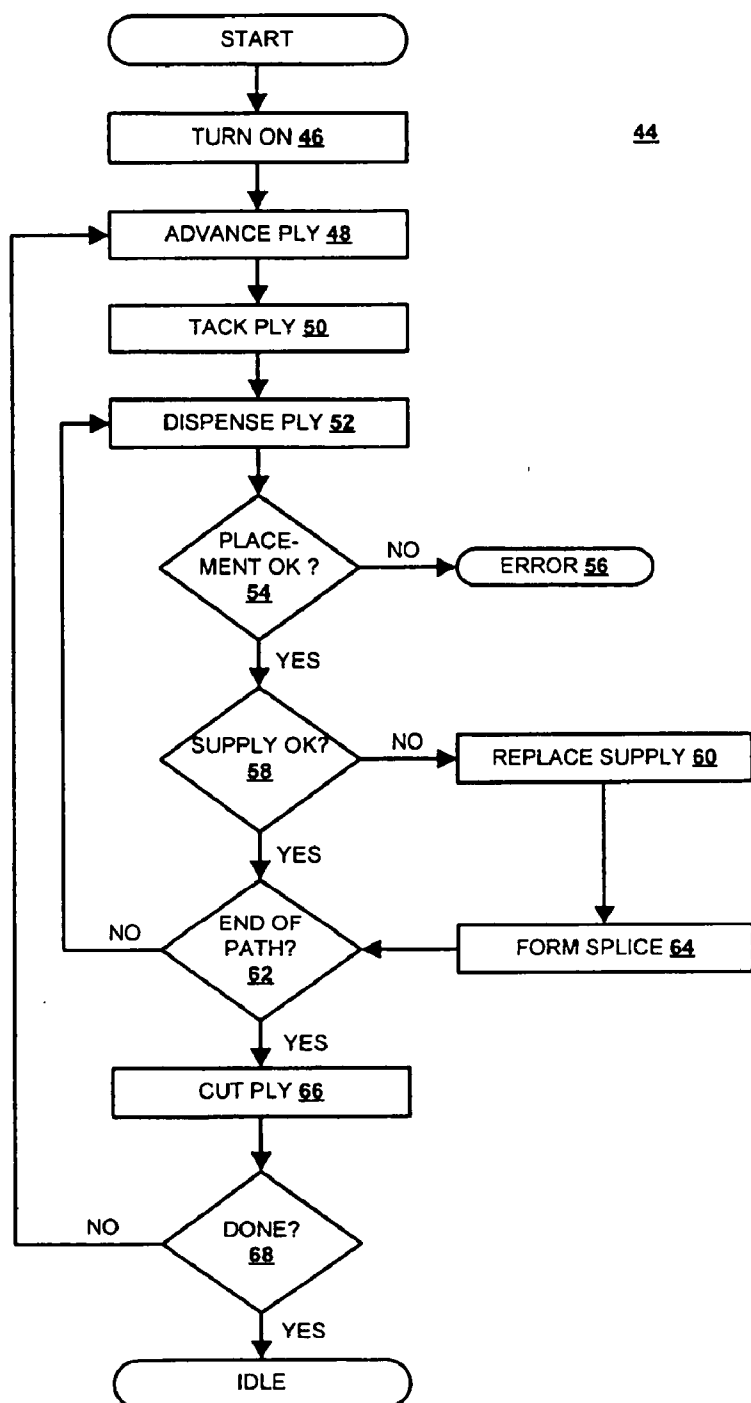 START
TURN ON 46
44
ADVANCE PLY 48
TACK PLY 50
DISPENSE PLY 52
PLACE-
MENT OK ?
54
NO
ERROR 56
YES
SUPPLY OK?
58
NO
REPLACE SUPPLY 60
YES
END OF
PATH?
62
NO
FORM SPLICE 64
YES
CUT PLY 66
DONE?
68
NO
YES
IDLE